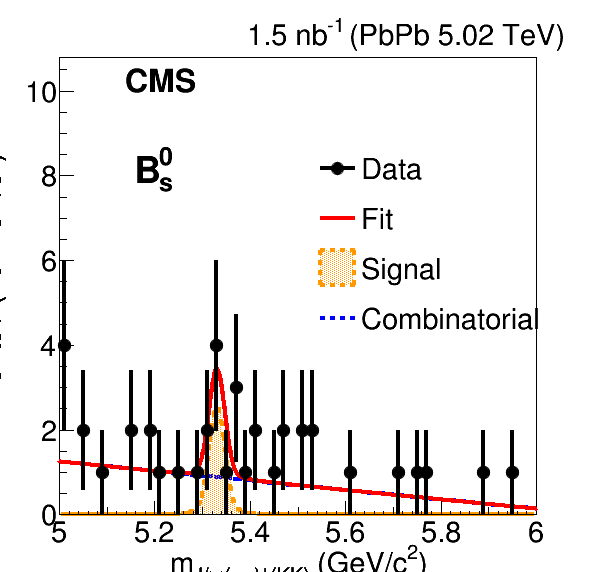 1.5 nb⁻¹ (PbPb 5.02 TeV)
CMS
B⁰ₛ
Data
Fit
Signal
Combinatorial
10
8
6
4
2
0
5 5.2 5.4 5.6 5.8 6
m (GeV/c²)